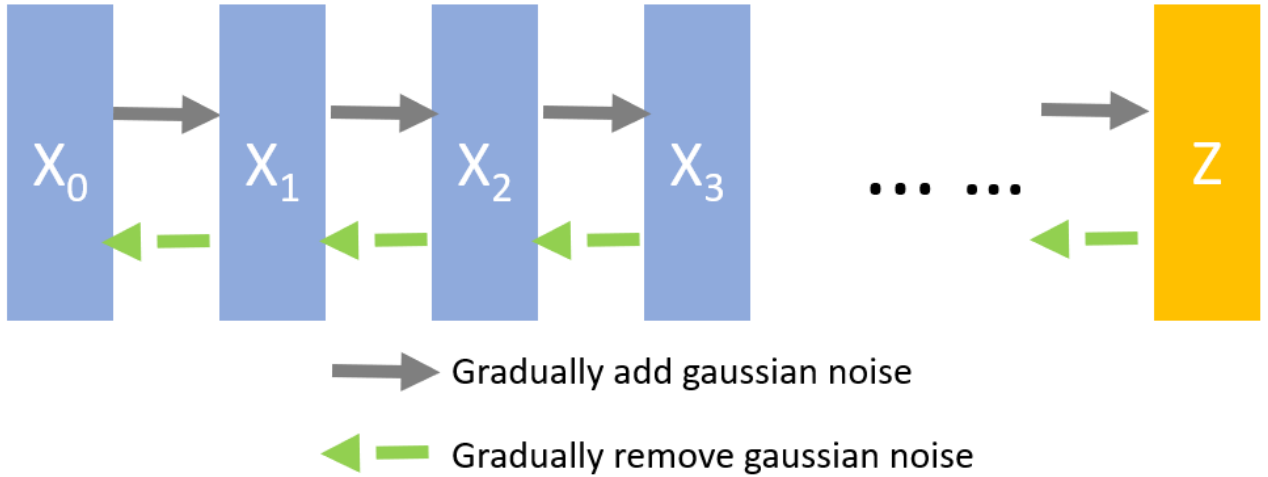 X₀ X₁ X₂ X₃ ... ... Z
Gradually add gaussian noise
Gradually remove gaussian noise